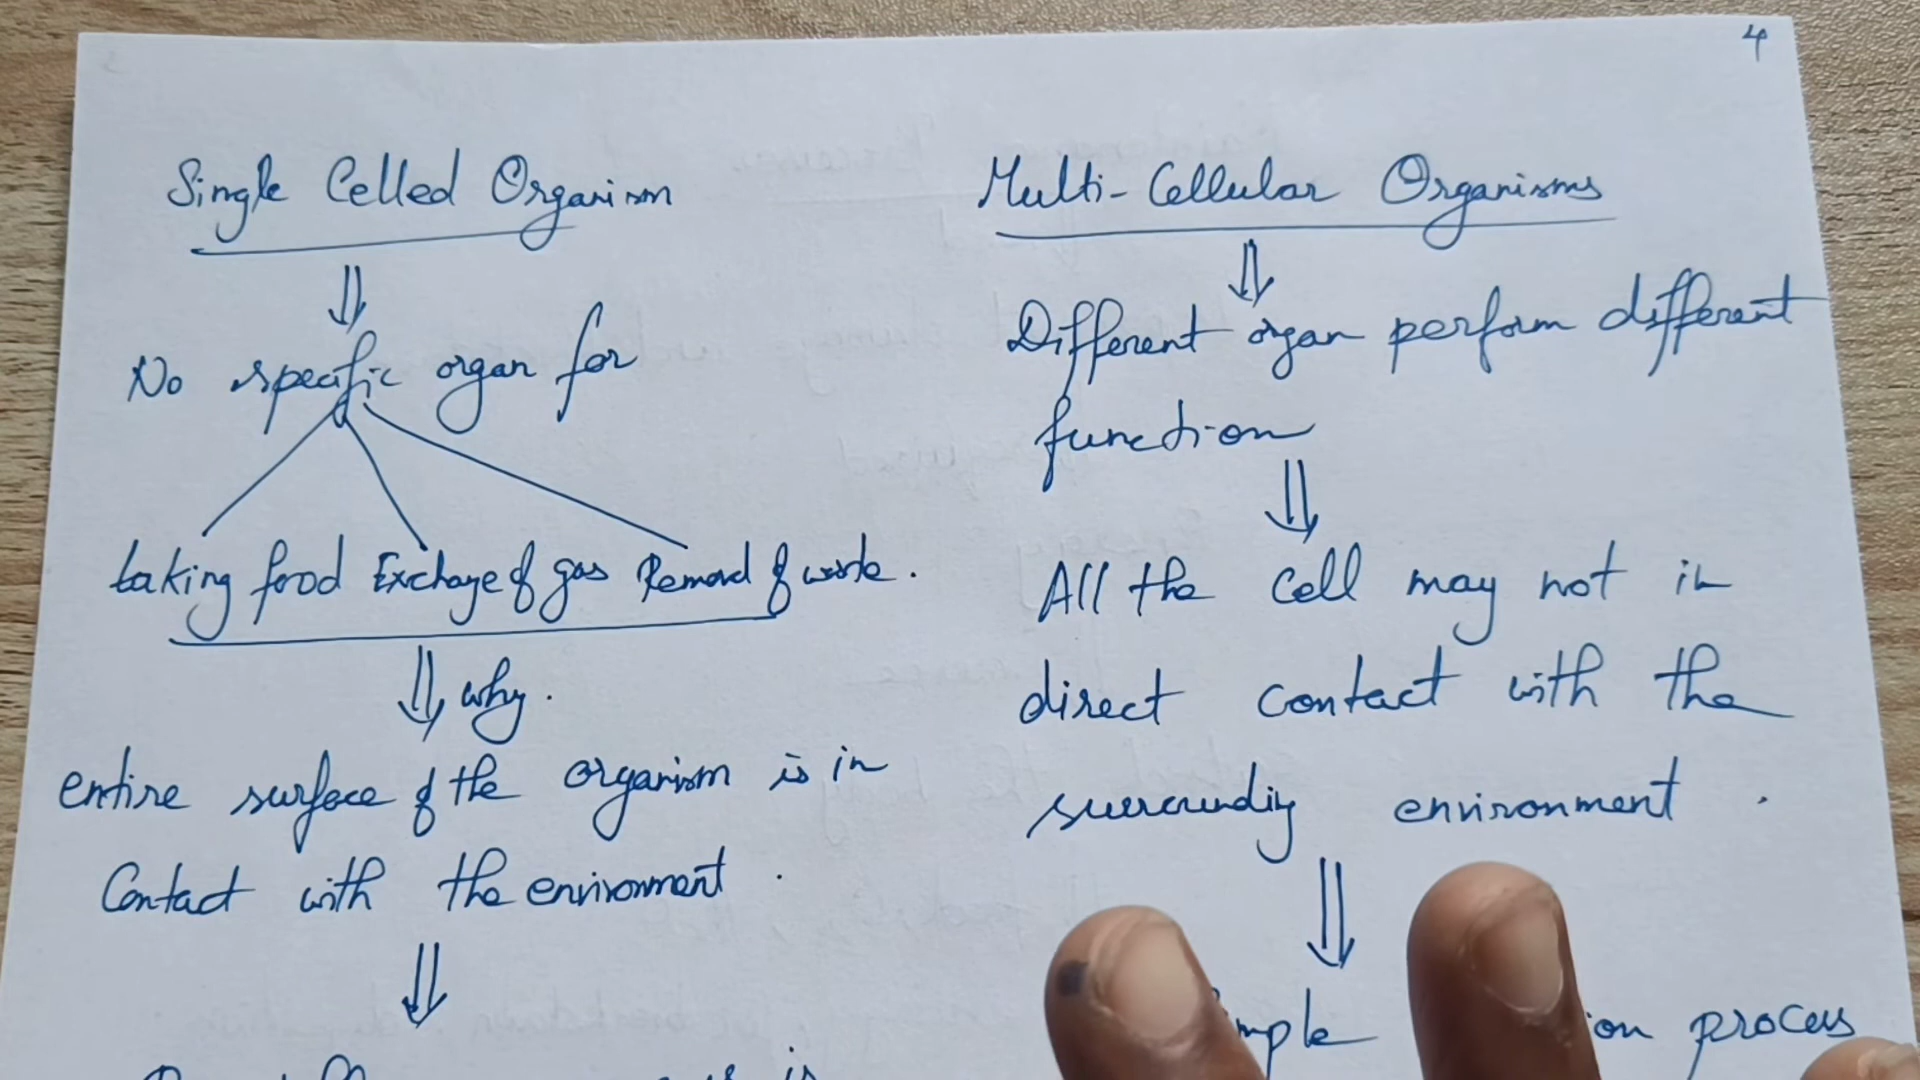 4
Single Celled Organism
No specific organ for
taking food Exchange of gas Removal of waste.
why.
entire surface of the organism is in
Contact with the environment.
is
Multi-Cellular Organisms
Different organ perform different
function
All the cell may not in
direct contact with the
surrounding environment.
process